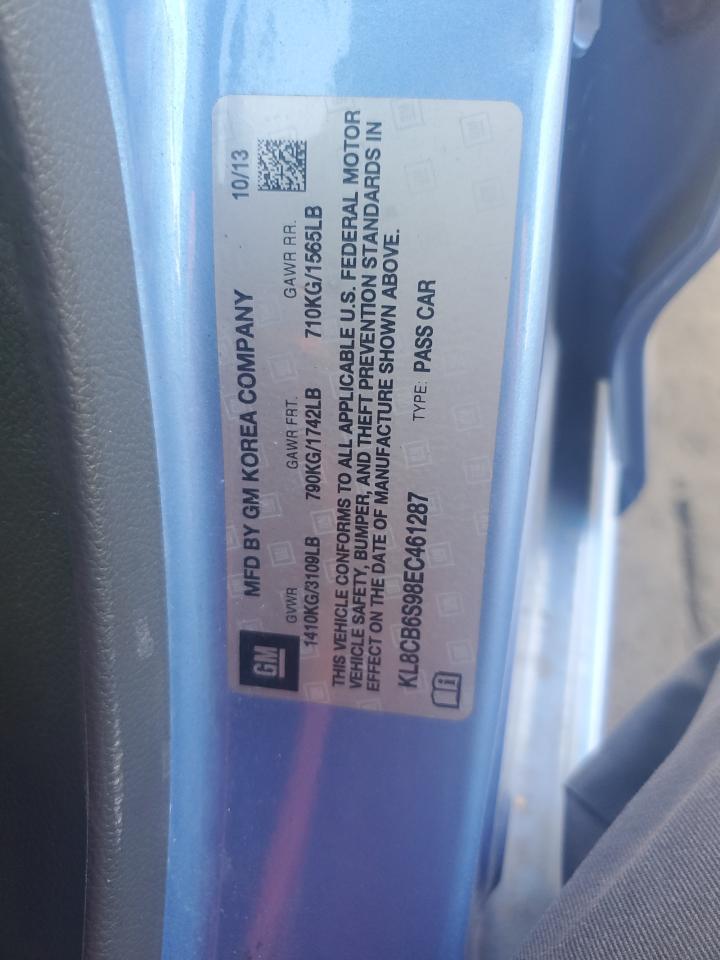 GM
MFD BY GM KOREA COMPANY 10/13
GVWR GAWR FRT. GAWR RR.
1410KG/3109LB 790KG/1742LB 710KG/1565LB
THIS VEHICLE CONFORMS TO ALL APPLICABLE U.S. FEDERAL MOTOR
VEHICLE SAFETY, BUMPER, AND THEFT PREVENTION STANDARDS IN
EFFECT ON THE DATE OF MANUFACTURE SHOWN ABOVE.
KL8CB6S98EC461287 TYPE: PASS CAR